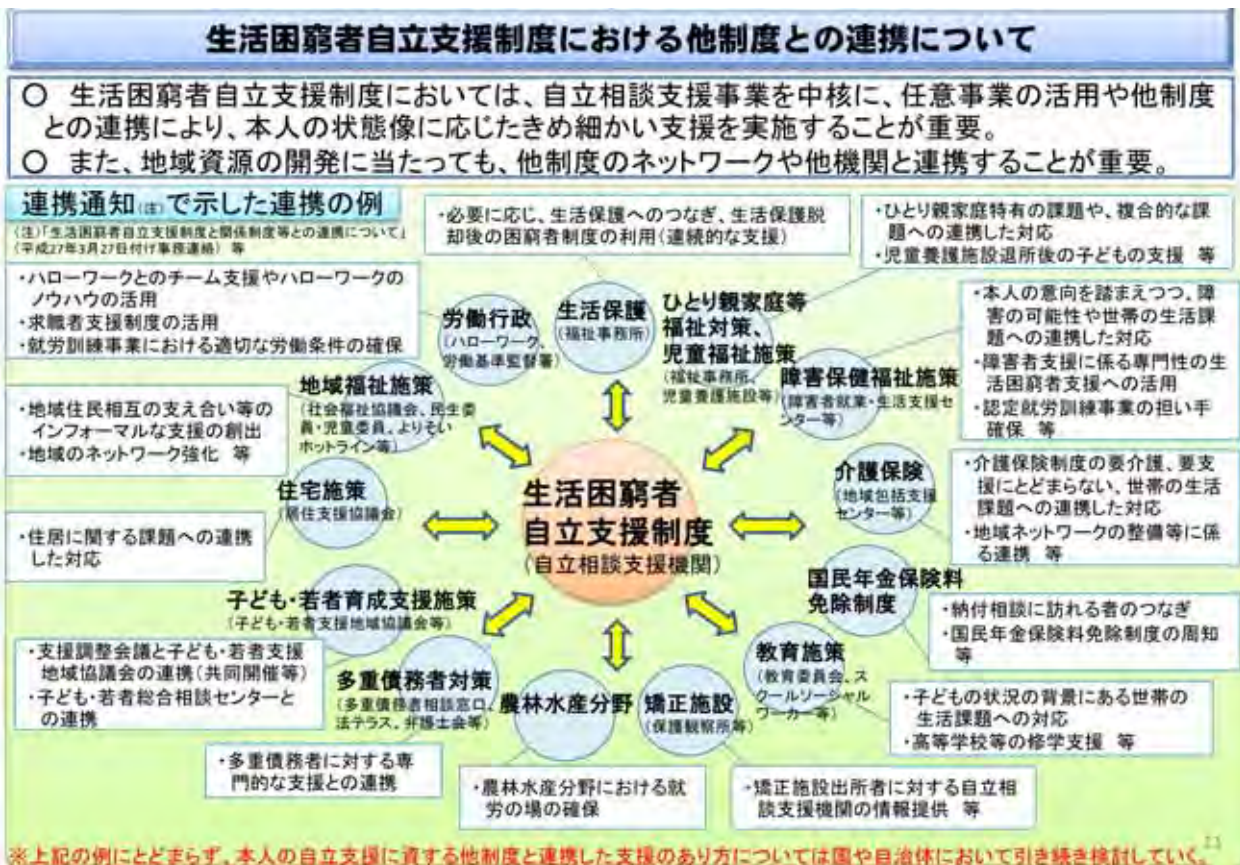 生活困窮者自立支援制度における他制度との連携について
○ 生活困窮者自立支援制度においては、自立相談支援事業を中核に、任意事業の活用や他制度
との連携により、本人の状態像に応じたきめ細かい支援を実施することが重要。
○ また、地域資源の開発に当たっても、他制度のネットワークや他機関と連携することが重要。
連携通知(注)で示した連携の例
(注)「生活困窮者自立支援制度と関係制度等との連携について」
(平成27年3月27日付け事務連絡) 等
・必要に応じ、生活保護へのつなぎ、生活保護脱
却後の困窮者制度の利用(連続的な支援)
・ひとり親家庭特有の課題や、複合的な課
題への連携した対応
・児童養護施設退所後の子どもの支援 等
・ハローワークとのチーム支援やハローワークの
ノウハウの活用
・求職者支援制度の活用
・就労訓練事業における適切な労働条件の確保
労働行政
(ハローワーク、
労働基準監督署)
生活保護
(福祉事務所)
ひとり親家庭等
福祉対策、
児童福祉施策
(福祉事務所、
児童養護施設等)
・本人の意向を踏まえつつ、障
害の可能性や世帯の生活課
題への連携した対応
・障害者支援に係る専門性の生
活困窮者支援への活用
・認定就労訓練事業の担い手
確保 等
障害保健福祉施策
(障害者就業・生活支援セ
ンター等)
地域福祉施策
(社会福祉協議会、民生委
員・児童委員、よりそい
ホットライン等)
・地域住民相互の支え合い等の
インフォーマルな支援の創出
・地域のネットワーク強化 等
介護保険
(地域包括支援
センター等)
・介護保険制度の要介護、要支
援にとどまらない、世帯の生活
課題への連携した対応
・地域ネットワークの整備等に係
る連携 等
住宅施策
(居住支援協議会)
・住居に関する課題への連携
した対応
生活困窮者
自立支援制度
(自立相談支援機関)
国民年金保険料
免除制度
・納付相談に訪れる者のつなぎ
・国民年金保険料免除制度の周知
等
子ども・若者育成支援施策
(子ども・若者支援地域協議会等)
・支援調整会議と子ども・若者支援
地域協議会の連携(共同開催等)
・子ども・若者総合相談センターと
の連携
多重債務者対策
(多重債務者相談窓口、
法テラス、弁護士会等)
・多重債務者に対する専
門的な支援との連携
農林水産分野
・農林水産分野における就
労の場の確保
矯正施設
(保護観察所等)
・矯正施設出所者に対する自立相
談支援機関の情報提供 等
教育施策
(教育委員会、ス
クールソーシャル
ワーカー等)
・子どもの状況の背景にある世帯の
生活課題への対応
・高等学校等の修学支援 等
※上記の例にとどまらず、本人の自立支援に資する他制度と連携した支援のあり方については国や自治体において引き続き検討していく。